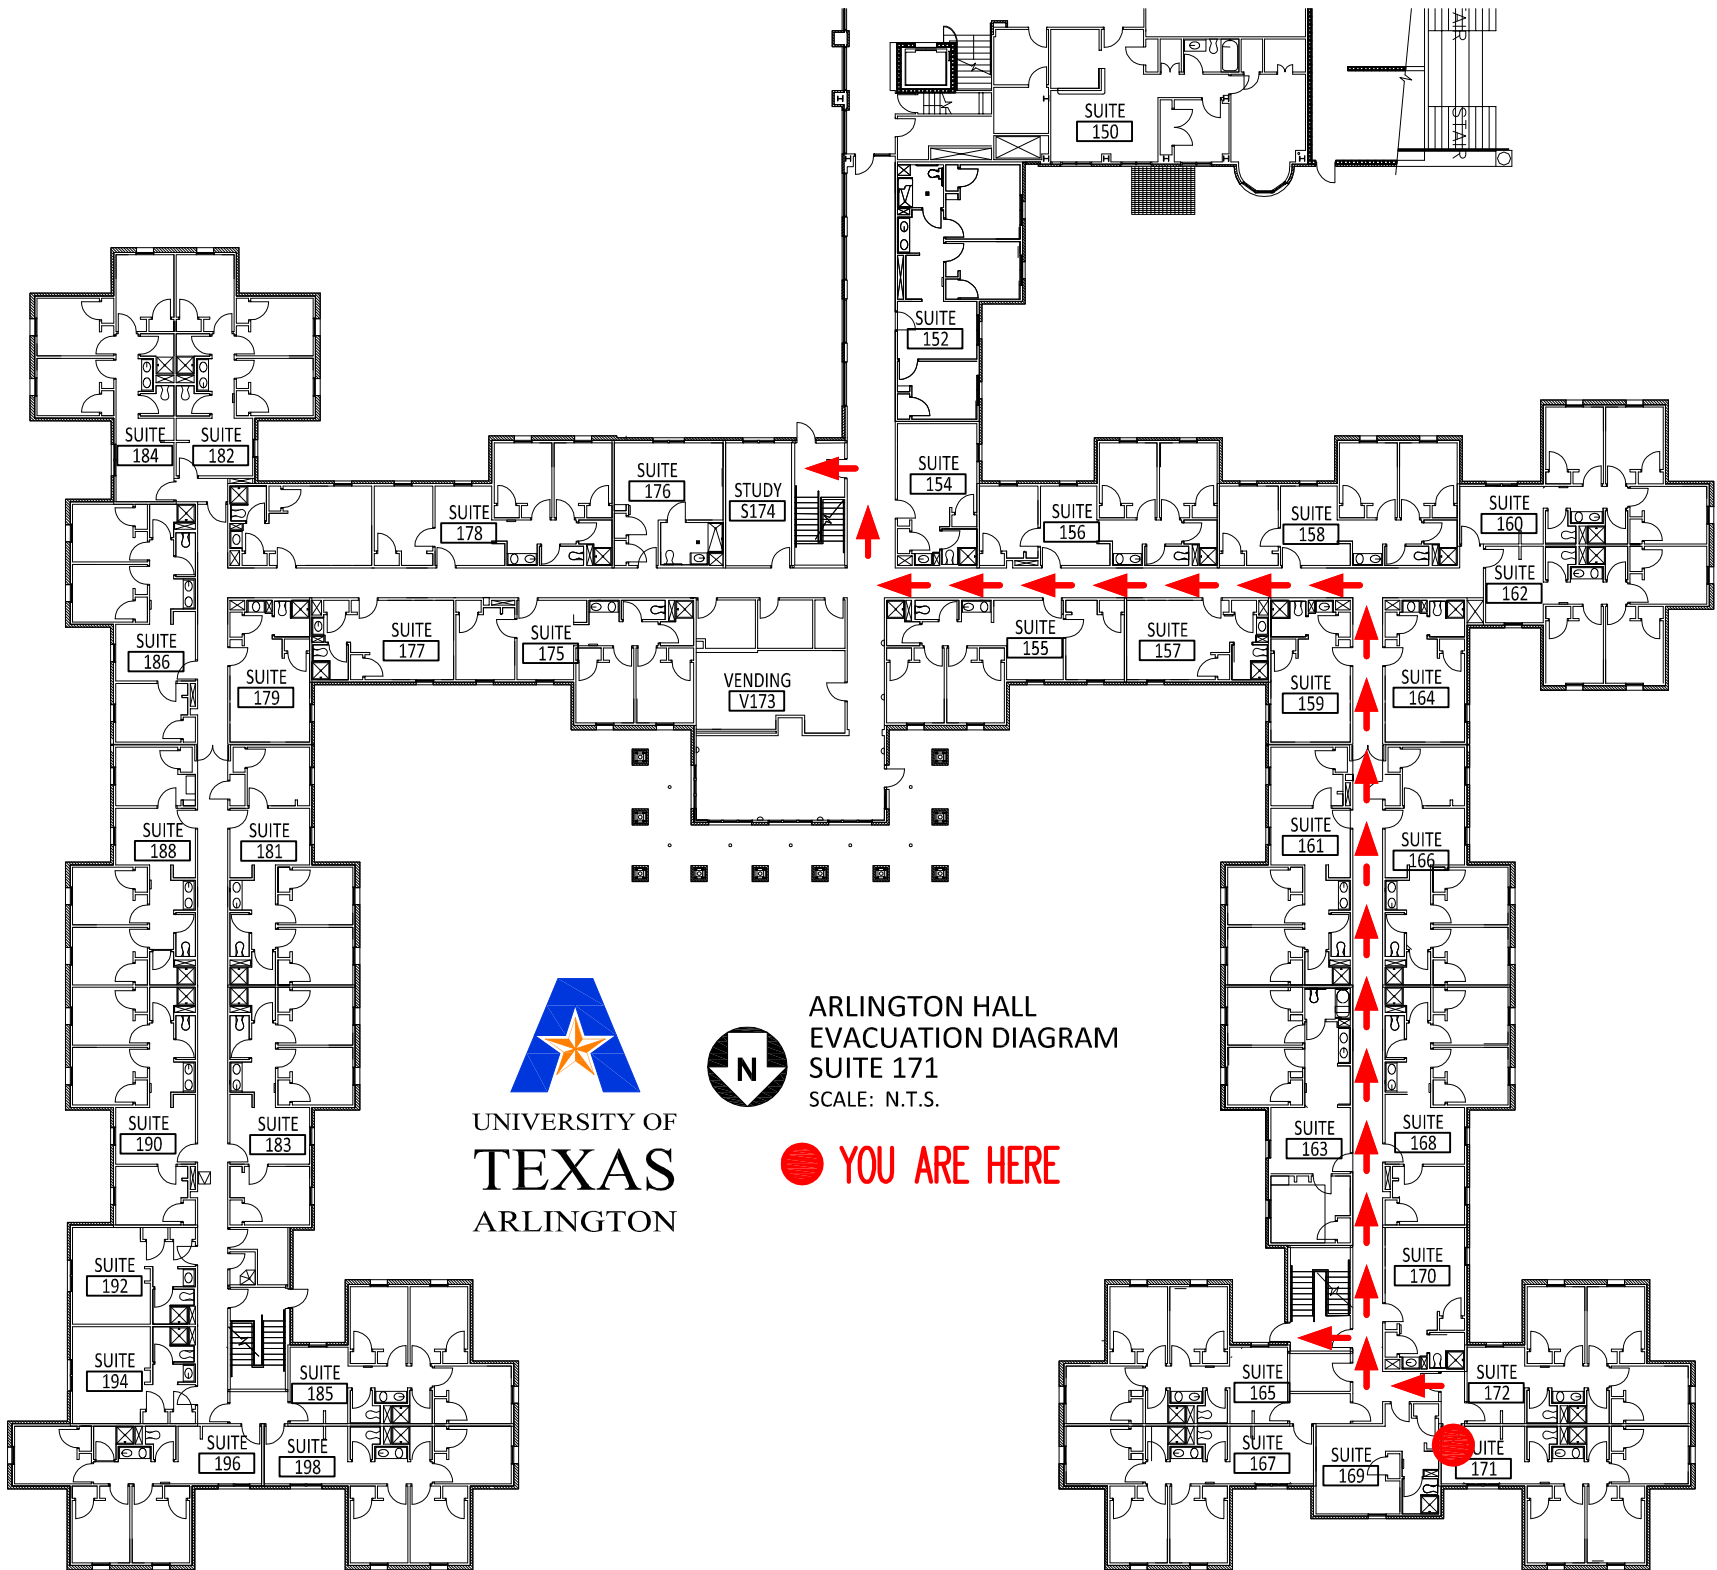 STAIR
STAIR
SUITE
150
SUITE
152
SUITE
184
SUITE
182
SUITE
178
SUITE
176
STUDY
S174
SUITE
154
SUITE
156
SUITE
158
SUITE
160
SUITE
162
SUITE
186
SUITE
179
SUITE
177
SUITE
175
VENDING
V173
SUITE
155
SUITE
157
SUITE
159
SUITE
164
SUITE
188
SUITE
181
SUITE
161
SUITE
166
SUITE
190
SUITE
183
SUITE
163
SUITE
168
UNIVERSITY OF
TEXAS
ARLINGTON
N
ARLINGTON HALL
EVACUATION DIAGRAM
SUITE 171
SCALE: N.T.S.
YOU ARE HERE
SUITE
192
SUITE
170
SUITE
194
SUITE
185
SUITE
165
SUITE
172
SUITE
196
SUITE
198
SUITE
167
SUITE
169
SUITE
171